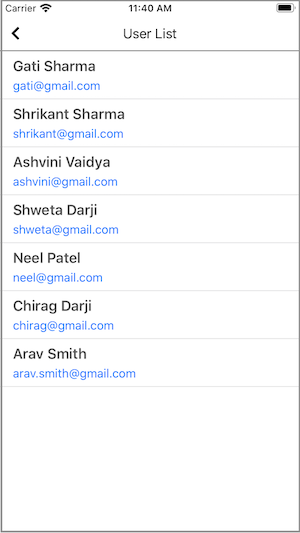 Carrier 11:40 AM
User List
Gati Sharma
gati@gmail.com
Shrikant Sharma
shrikant@gmail.com
Ashvini Vaidya
ashvini@gmail.com
Shweta Darji
shweta@gmail.com
Neel Patel
neel@gmail.com
Chirag Darji
chirag@gmail.com
Arav Smith
arav.smith@gmail.com